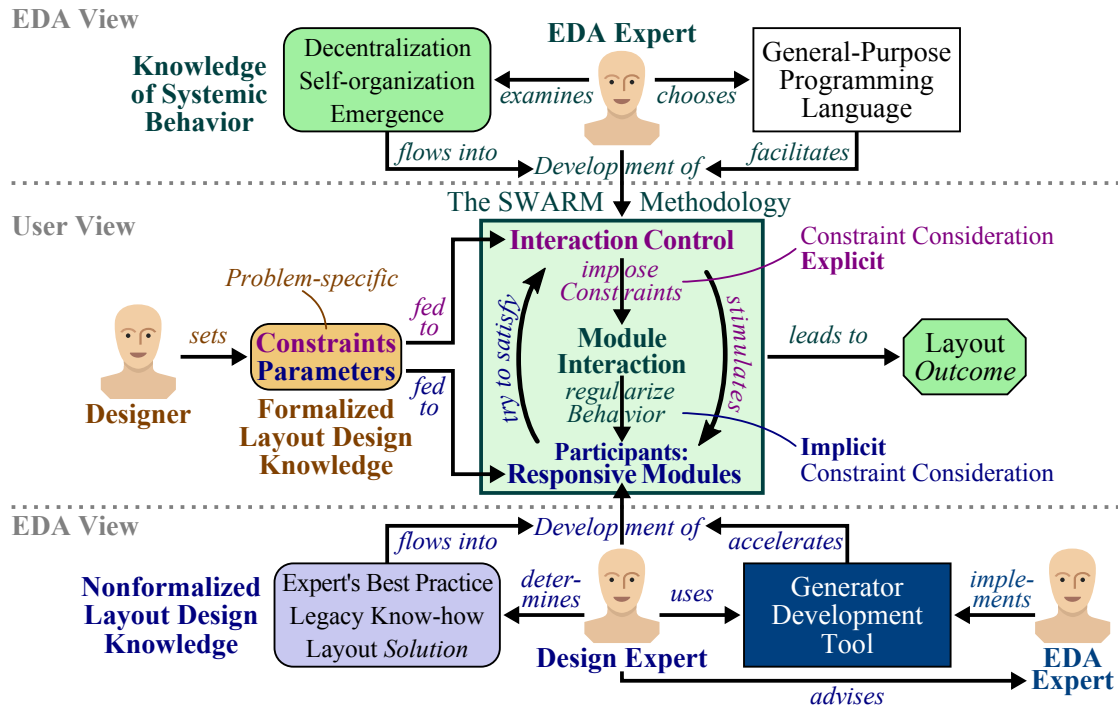 EDA View
Knowledge
of Systemic
Behavior
Decentralization
Self-organization
Emergence
EDA Expert
examines
chooses
General-Purpose
Programming
Language
flows into
Development of
facilitates
User View
The SWARM Methodology
Interaction Control
impose
Constraints
Constraint Consideration
Explicit
Problem-specific
Designer
sets
Constraints
Parameters
Formalized
Layout Design
Knowledge
fed
to
fed
to
try to satisfy
stimulates
Module
Interaction
regularize
Behavior
leads to
Layout
Outcome
Participants:
Responsive Modules
Implicit
Constraint Consideration
EDA View
flows into
Development of
accelerates
Nonformalized
Layout Design
Knowledge
Expert's Best Practice
Legacy Know-how
Layout Solution
deter-
mines
Design Expert
uses
Generator
Development
Tool
imple-
ments
EDA
Expert
advises